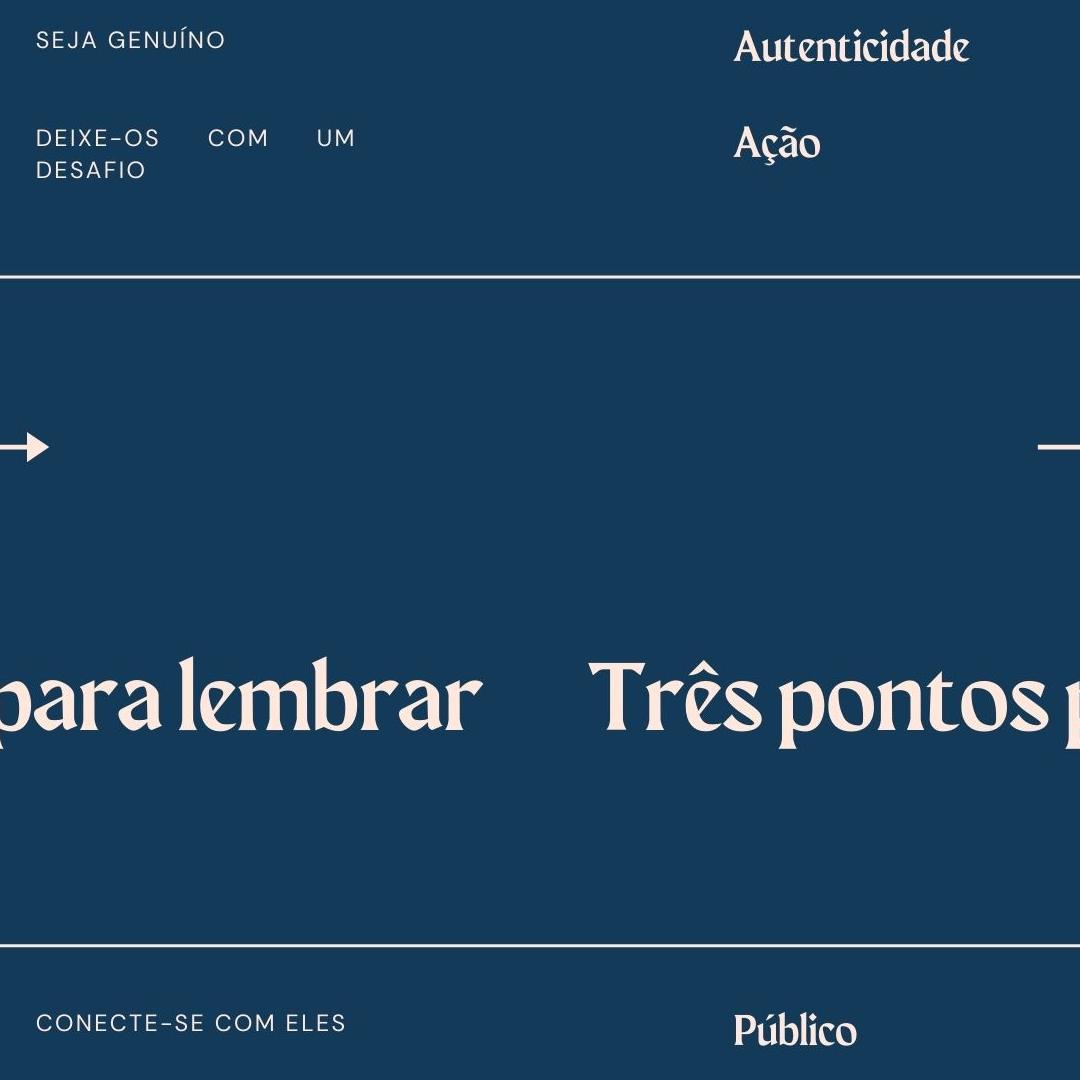 SEJA GENUÍNO
Autenticidade
DEIXE-OS COM UM
DESAFIO
Ação
para lembrar
Três pontos p
CONECTE-SE COM ELES
Público